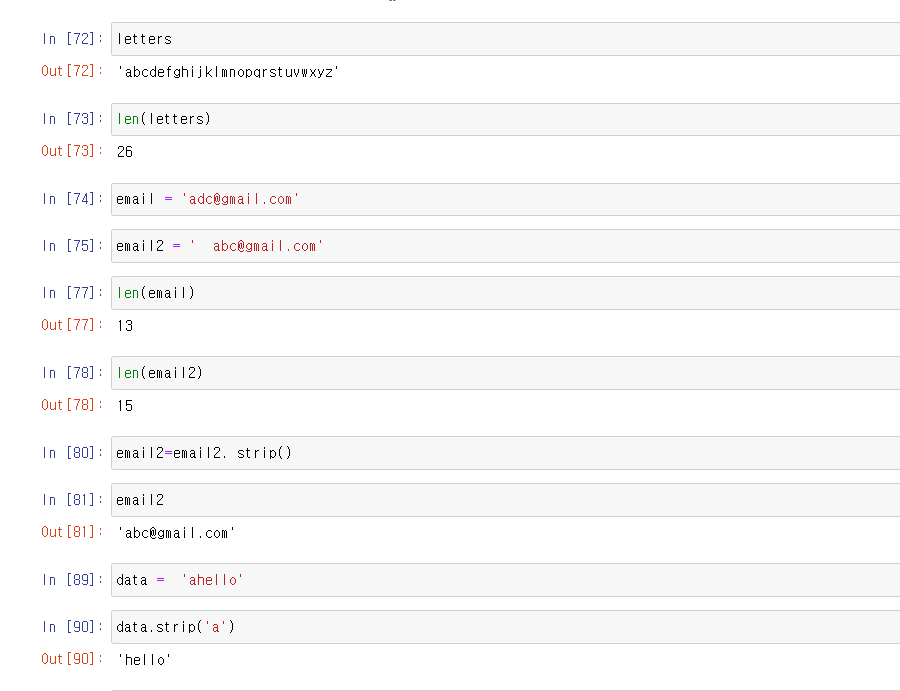 In [72]: letters
Out[72]: 'abcdefghijklmnopqrstuvwxyz'
In [73]: len(letters)
Out[73]: 26
In [74]: email = 'adc@gmail.com'
In [75]: email2 = '  abc@gmail.com'
In [77]: len(email)
Out[77]: 13
In [78]: len(email2)
Out[78]: 15
In [80]: email2=email2. strip()
In [81]: email2
Out[81]: 'abc@gmail.com'
In [89]: data =  'ahello'
In [90]: data.strip('a')
Out[90]: 'hello'